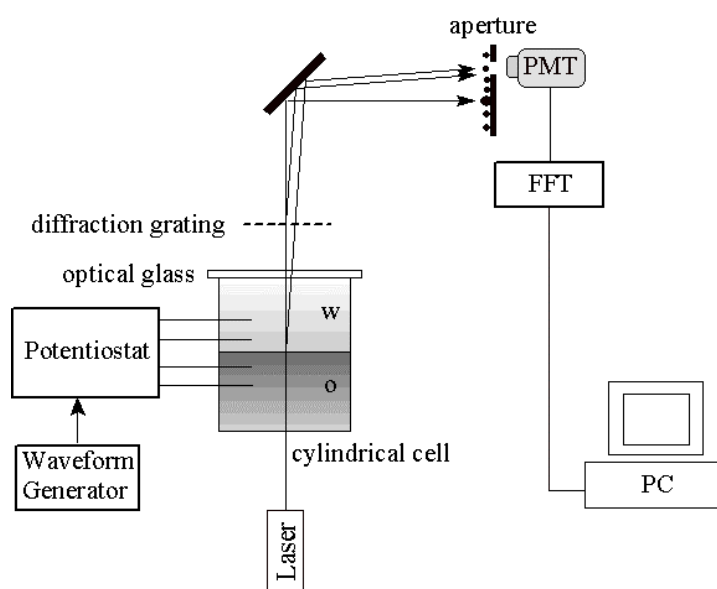 aperture
PMT
FFT
diffraction grating
optical glass
w
Potentiostat
o
cylindrical cell
Waveform
Generator
PC
Laser